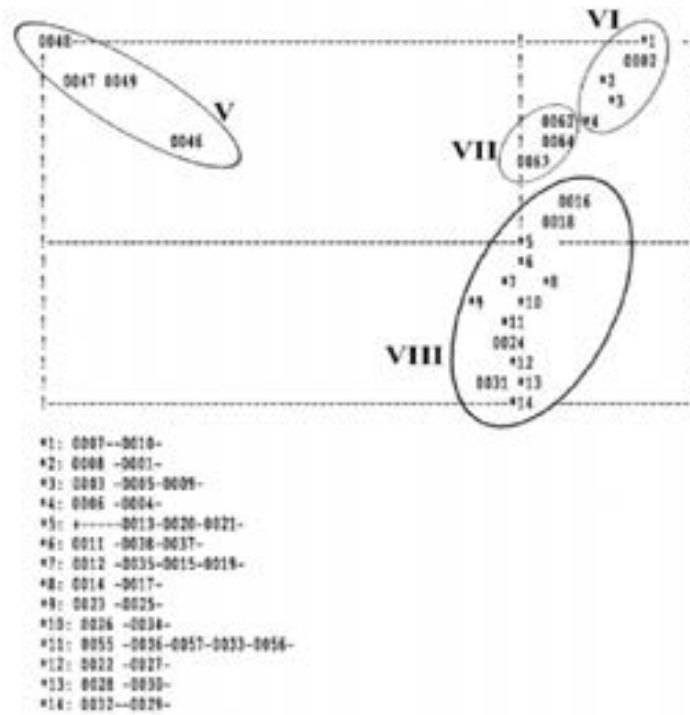 VI
0048 *1
0002
0047 0049 *2
*3
V 0062 *4
0046 VII 0064
0063
0016
0018
*5
*6
*7 *8
*9 *10
*11
0024
VIII *12
0031 *13
*14
*1: 0007--0010-
*2: 0008 -0001-
*3: 0003 -0005-0009-
*4: 0006 -0004-
*5: +-----0013-0020-0021-
*6: 0011 -0038-0037-
*7: 0012 -0035-0015-0019-
*8: 0014 -0017-
*9: 0023 -0025-
*10: -0034-
*11: 0055 -0057-0033-0056-
*12: 0022 -0027-
*13: 0028 -0030-
*14: 0032--0029-